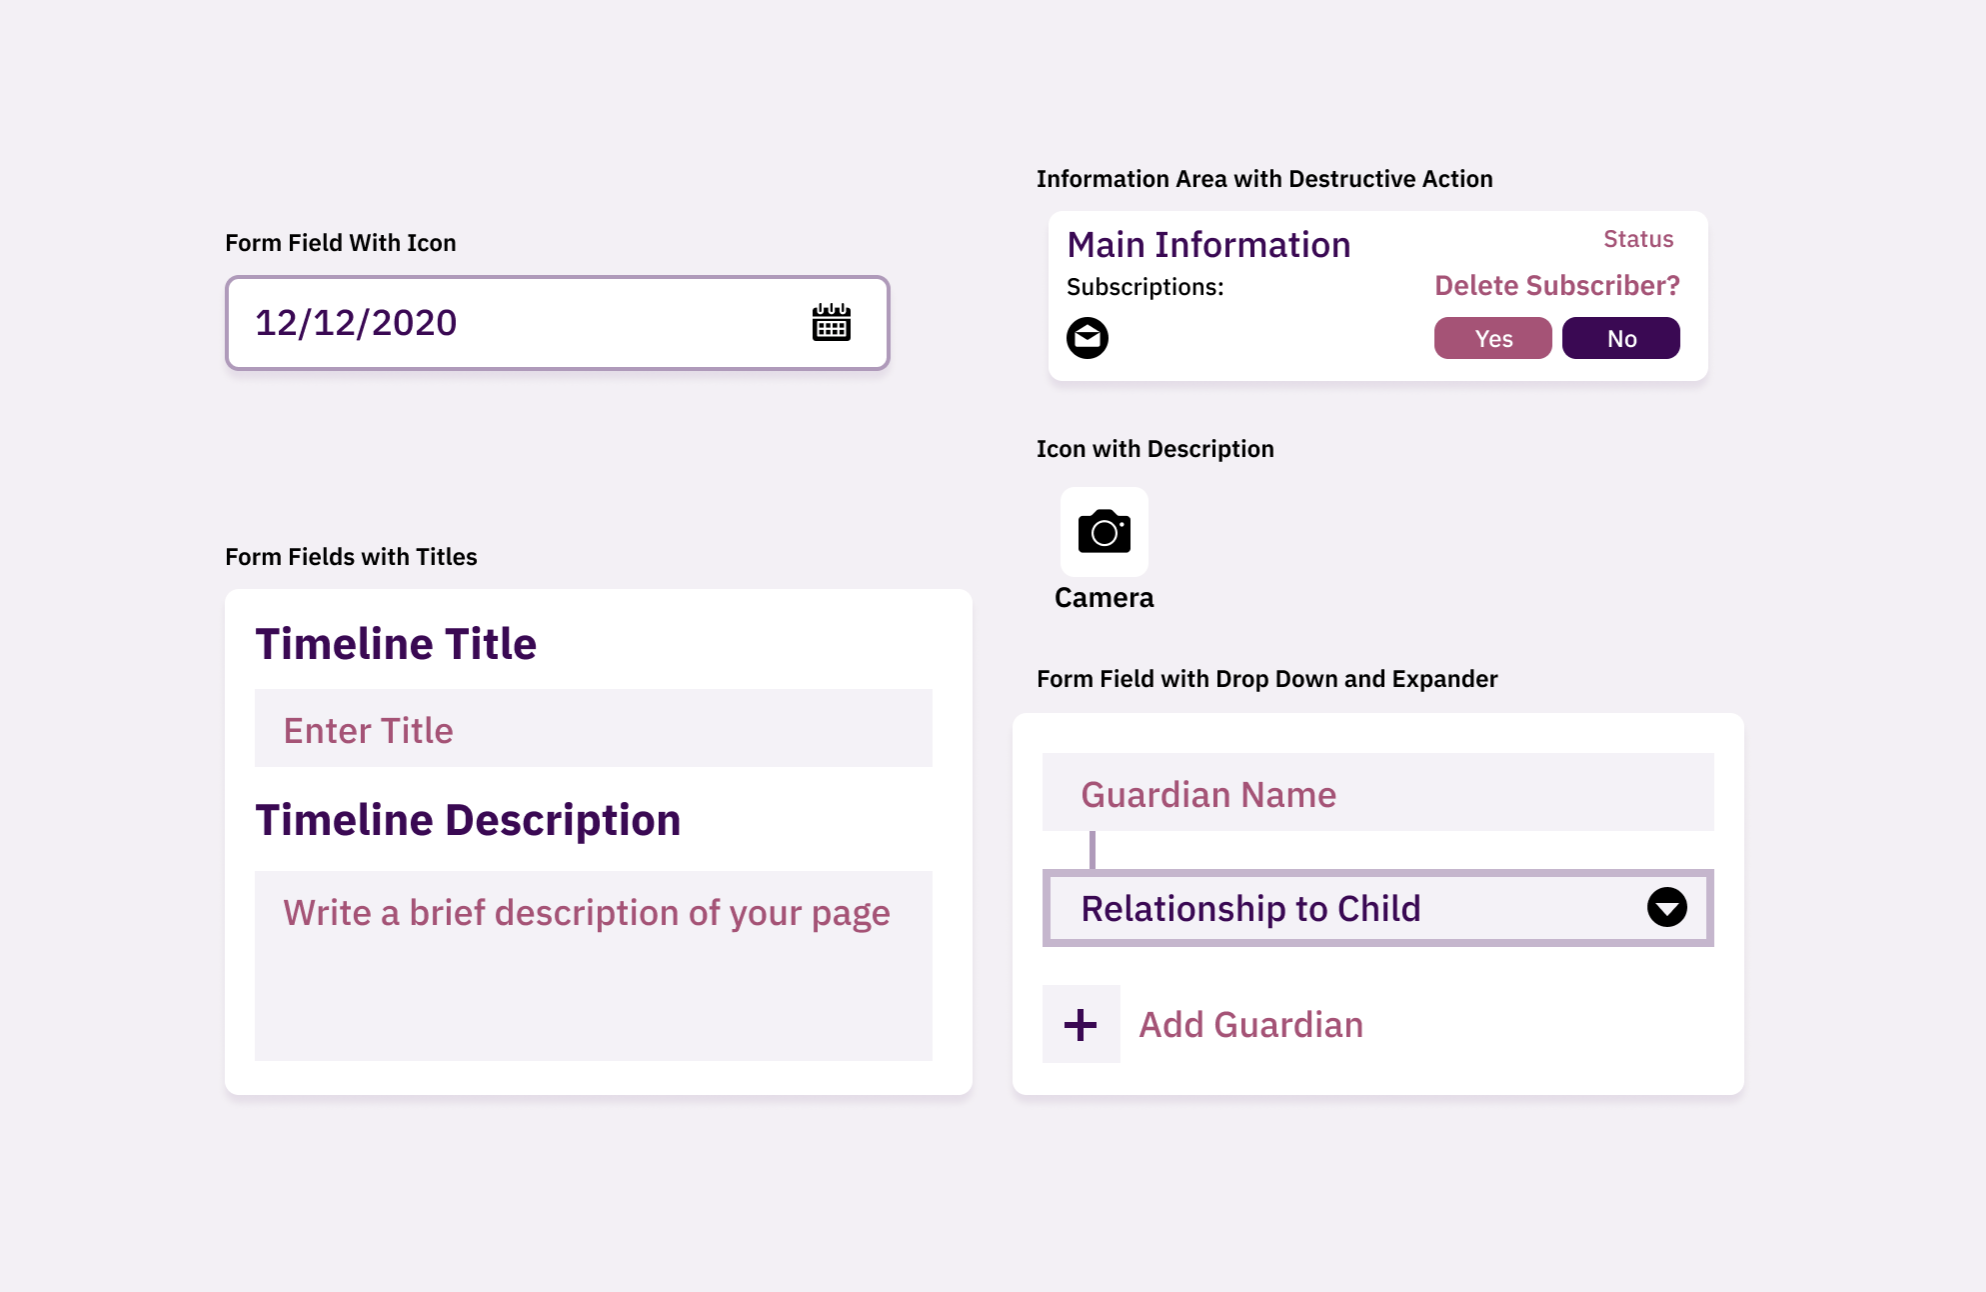 Form Field With Icon
12/12/2020
Form Fields with Titles
Timeline Title
Enter Title
Timeline Description
Write a brief description of your page
Information Area with Destructive Action
Main Information
Status
Subscriptions:
Delete Subscriber?
Yes
No
Icon with Description
Camera
Form Field with Drop Down and Expander
Guardian Name
Relationship to Child
+ Add Guardian